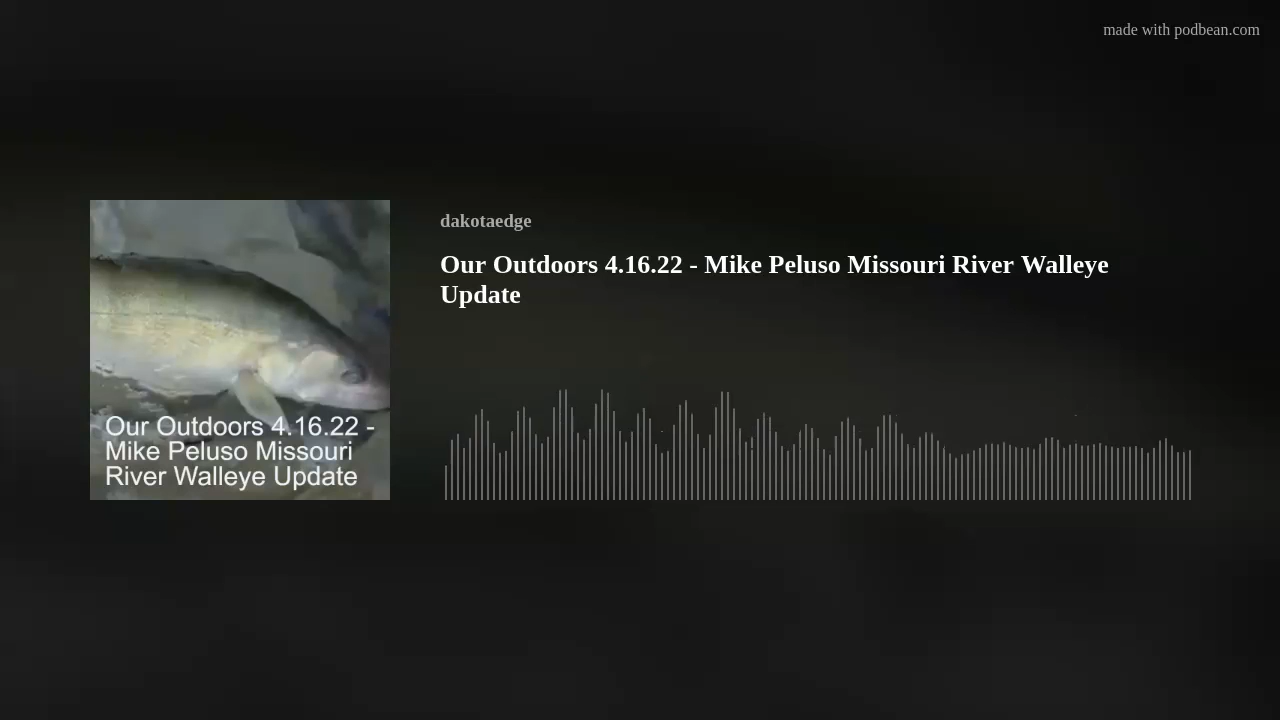 made with podbean.com
dakotaedge
Our Outdoors 4.16.22 - Mike Peluso Missouri River Walleye
Update
Our Outdoors 4.16.22 -
Mike Peluso Missouri
River Walleye Update